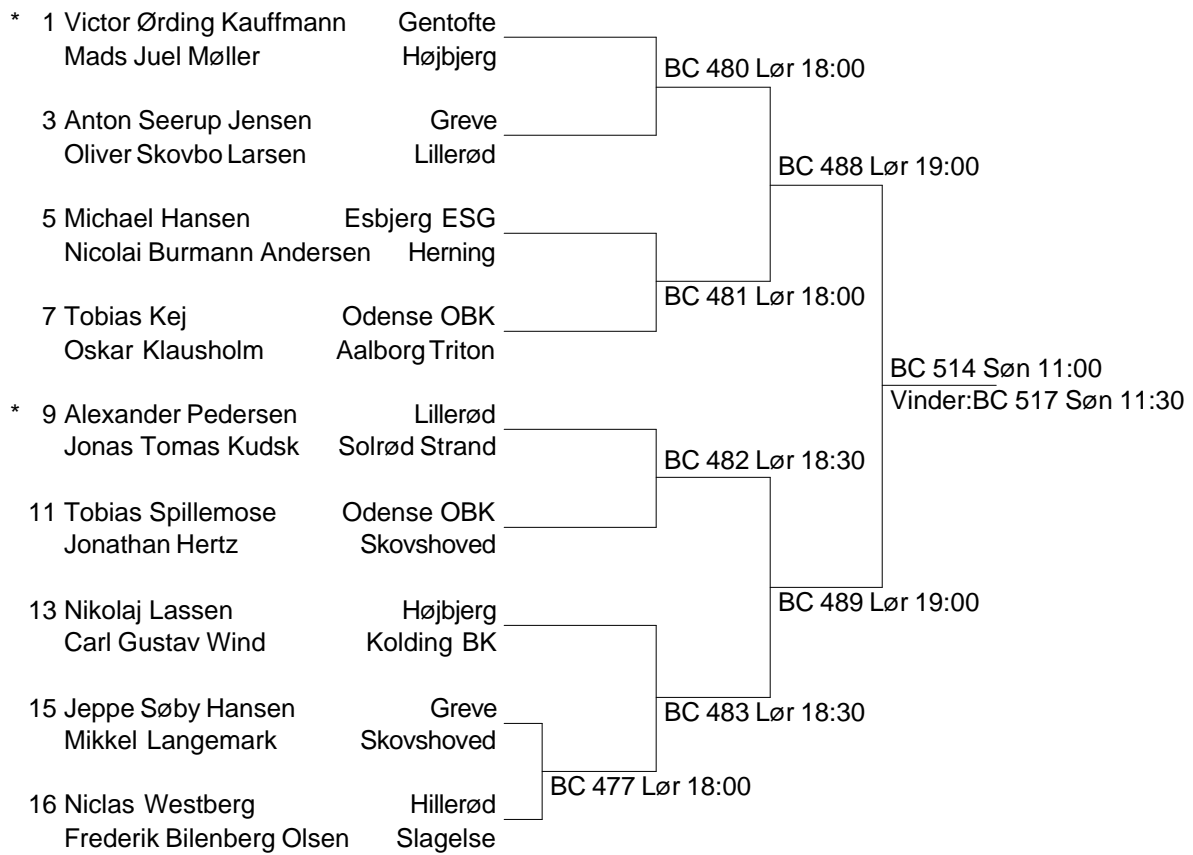 * 1 Victor Ørding Kauffmann Gentofte
Mads Juel Møller Højbjerg
BC 480 Lør 18:00
3 Anton Seerup Jensen Greve
Oliver Skovbo Larsen Lillerød
BC 488 Lør 19:00
5 Michael Hansen Esbjerg ESG
Nicolai Burmann Andersen Herning
BC 481 Lør 18:00
7 Tobias Kej Odense OBK
Oskar Klausholm Aalborg Triton
BC 514 Søn 11:00
Vinder:BC 517 Søn 11:30
* 9 Alexander Pedersen Lillerød
Jonas Tomas Kudsk Solrød Strand
BC 482 Lør 18:30
11 Tobias Spillemose Odense OBK
Jonathan Hertz Skovshoved
BC 489 Lør 19:00
13 Nikolaj Lassen Højbjerg
Carl Gustav Wind Kolding BK
BC 483 Lør 18:30
15 Jeppe Søby Hansen Greve
Mikkel Langemark Skovshoved
BC 477 Lør 18:00
16 Niclas Westberg Hillerød
Frederik Bilenberg Olsen Slagelse